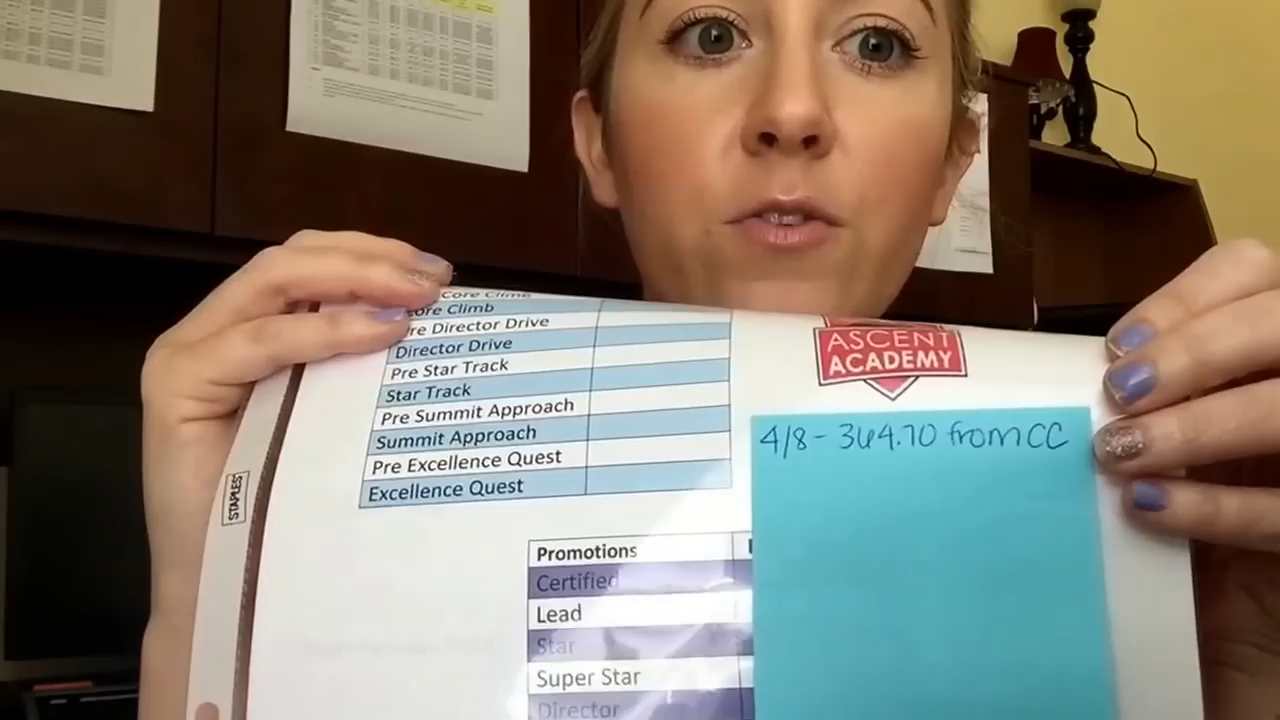 Core Climb
Core Climb
Pre Director Drive
Director Drive
Pre Star Track
Star Track
Pre Summit Approach
Summit Approach
Pre Excellence Quest
Excellence Quest
ASCENT
ACADEMY
4/8 - 364.70 from CC
STAPLES
Promotions
Certified
Lead
Star
Super Star
Director